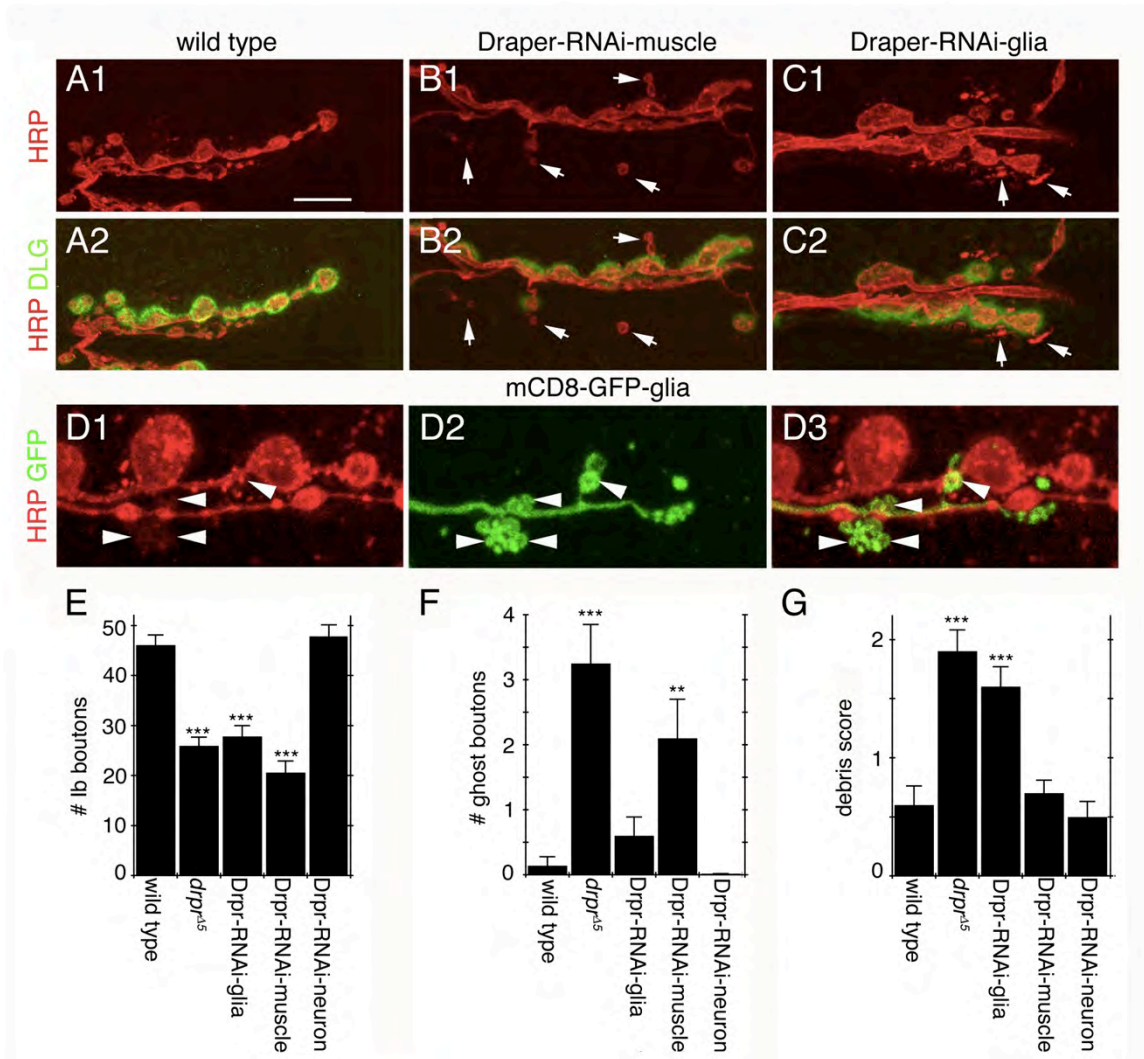 wild type
Draper-RNAi-muscle
Draper-RNAi-glia
HRP
A1
B1
C1
HRP DLG
A2
B2
C2
mCD8-GFP-glia
HRP GFP
D1
D2
D3
E
# Ib boutons
50
40
30
20
10
0
***
***
***
wild type
drpr^Δ5
Drpr-RNAi-glia
Drpr-RNAi-muscle
Drpr-RNAi-neuron
F
# ghost boutons
4
3
2
1
0
***
**
wild type
drpr^Δ5
Drpr-RNAi-glia
Drpr-RNAi-muscle
Drpr-RNAi-neuron
G
debris score
2
1
0
***
***
wild type
drpr^Δ5
Drpr-RNAi-glia
Drpr-RNAi-muscle
Drpr-RNAi-neuron